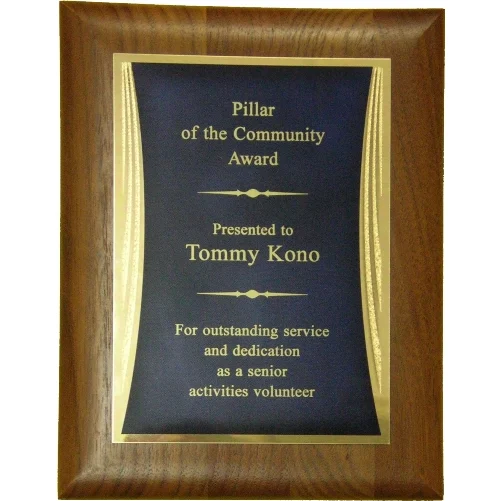 Pillar
of the Community
Award
Presented to
Tommy Kono
For outstanding service
and dedication
as a senior
activities volunteer